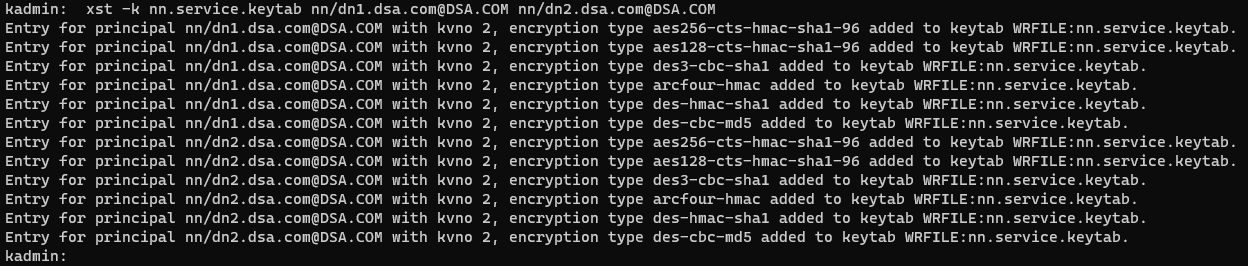 kadmin:  xst -k nn.service.keytab nn/dn1.dsa.com@DSA.COM nn/dn2.dsa.com@DSA.COM
Entry for principal nn/dn1.dsa.com@DSA.COM with kvno 2, encryption type aes256-cts-hmac-sha1-96 added to keytab WRFILE:nn.service.keytab.
Entry for principal nn/dn1.dsa.com@DSA.COM with kvno 2, encryption type aes128-cts-hmac-sha1-96 added to keytab WRFILE:nn.service.keytab.
Entry for principal nn/dn1.dsa.com@DSA.COM with kvno 2, encryption type des3-cbc-sha1 added to keytab WRFILE:nn.service.keytab.
Entry for principal nn/dn1.dsa.com@DSA.COM with kvno 2, encryption type arcfour-hmac added to keytab WRFILE:nn.service.keytab.
Entry for principal nn/dn1.dsa.com@DSA.COM with kvno 2, encryption type des-hmac-sha1 added to keytab WRFILE:nn.service.keytab.
Entry for principal nn/dn1.dsa.com@DSA.COM with kvno 2, encryption type des-cbc-md5 added to keytab WRFILE:nn.service.keytab.
Entry for principal nn/dn2.dsa.com@DSA.COM with kvno 2, encryption type aes256-cts-hmac-sha1-96 added to keytab WRFILE:nn.service.keytab.
Entry for principal nn/dn2.dsa.com@DSA.COM with kvno 2, encryption type aes128-cts-hmac-sha1-96 added to keytab WRFILE:nn.service.keytab.
Entry for principal nn/dn2.dsa.com@DSA.COM with kvno 2, encryption type des3-cbc-sha1 added to keytab WRFILE:nn.service.keytab.
Entry for principal nn/dn2.dsa.com@DSA.COM with kvno 2, encryption type arcfour-hmac added to keytab WRFILE:nn.service.keytab.
Entry for principal nn/dn2.dsa.com@DSA.COM with kvno 2, encryption type des-hmac-sha1 added to keytab WRFILE:nn.service.keytab.
Entry for principal nn/dn2.dsa.com@DSA.COM with kvno 2, encryption type des-cbc-md5 added to keytab WRFILE:nn.service.keytab.
kadmin: